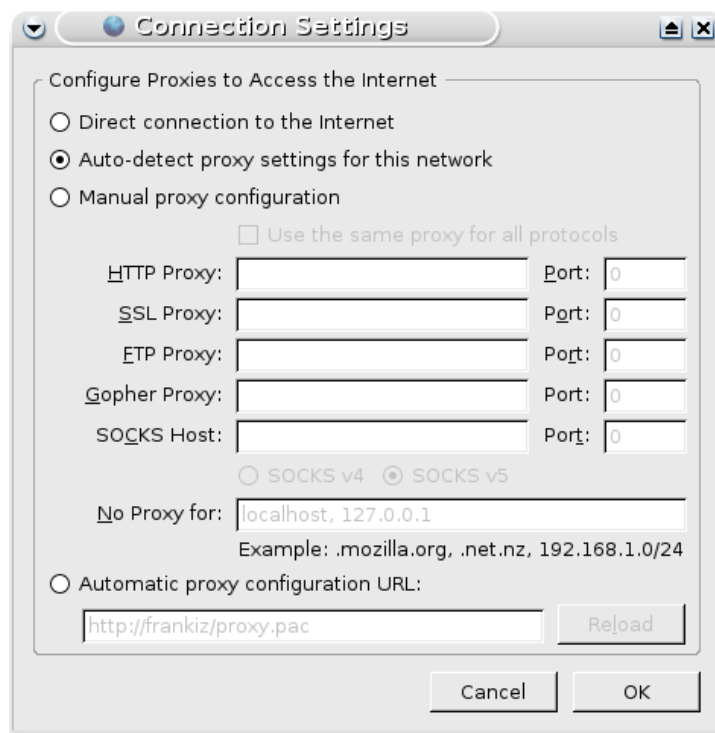 Connection Settings
Configure Proxies to Access the Internet
Direct connection to the Internet
Auto-detect proxy settings for this network
Manual proxy configuration
Use the same proxy for all protocols
HTTP Proxy: Port: 0
SSL Proxy: Port: 0
FTP Proxy: Port: 0
Gopher Proxy: Port: 0
SOCKS Host: Port: 0
SOCKS v4 SOCKS v5
No Proxy for: localhost, 127.0.0.1
Example: .mozilla.org, .net.nz, 192.168.1.0/24
Automatic proxy configuration URL:
http://frankiz/proxy.pac Reload
Cancel OK